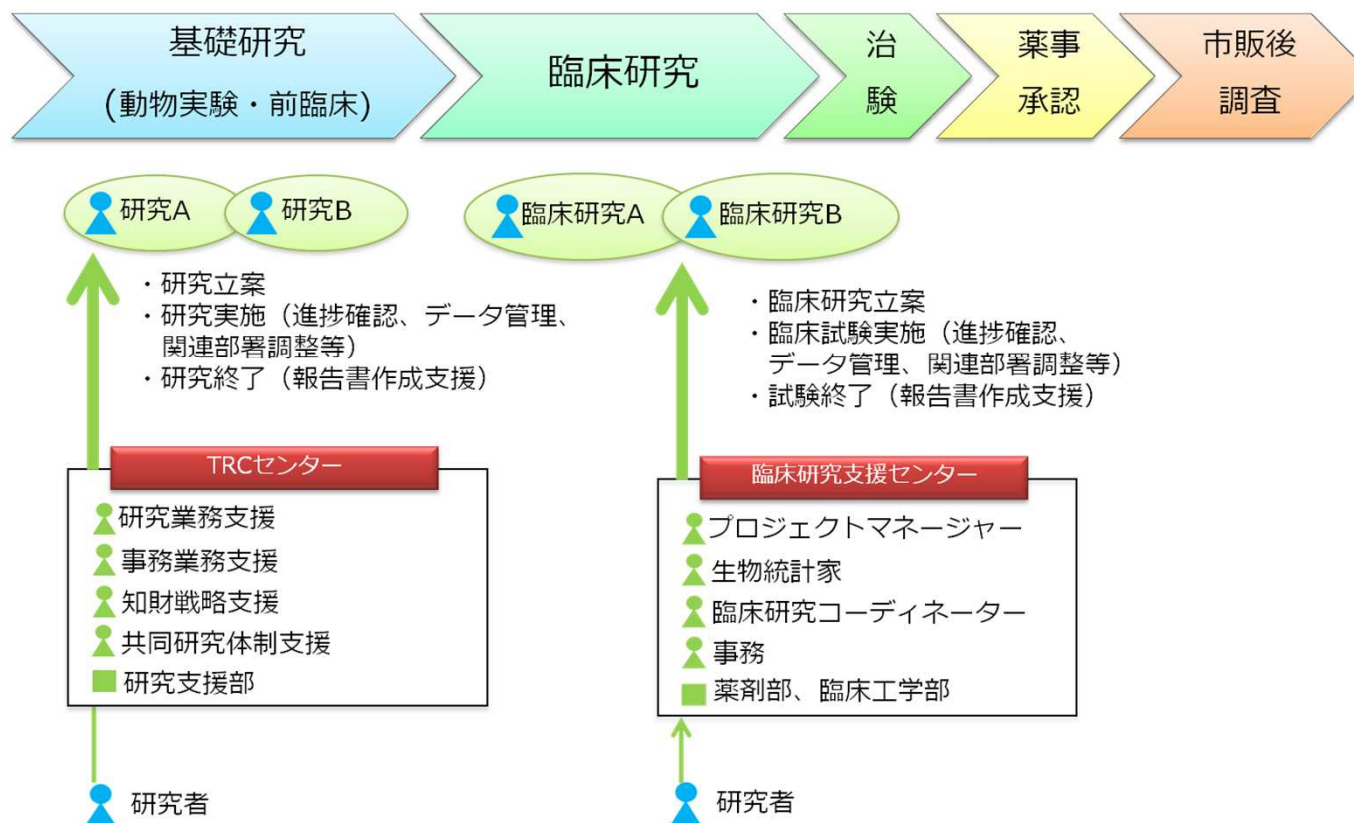 基礎研究
(動物実験・前臨床)
臨床研究
治
験
薬事
承認
市販後
調査
研究A
研究B
臨床研究A
臨床研究B
・研究立案
・研究実施（進捗確認、データ管理、
関連部署調整等）
・研究終了（報告書作成支援）
・臨床研究立案
・臨床試験実施（進捗確認、
データ管理、関連部署調整等）
・試験終了（報告書作成支援）
TRCセンター
研究業務支援
事務業務支援
知財戦略支援
共同研究体制支援
研究支援部
臨床研究支援センター
プロジェクトマネージャー
生物統計家
臨床研究コーディネーター
事務
薬剤部、臨床工学部
研究者
研究者